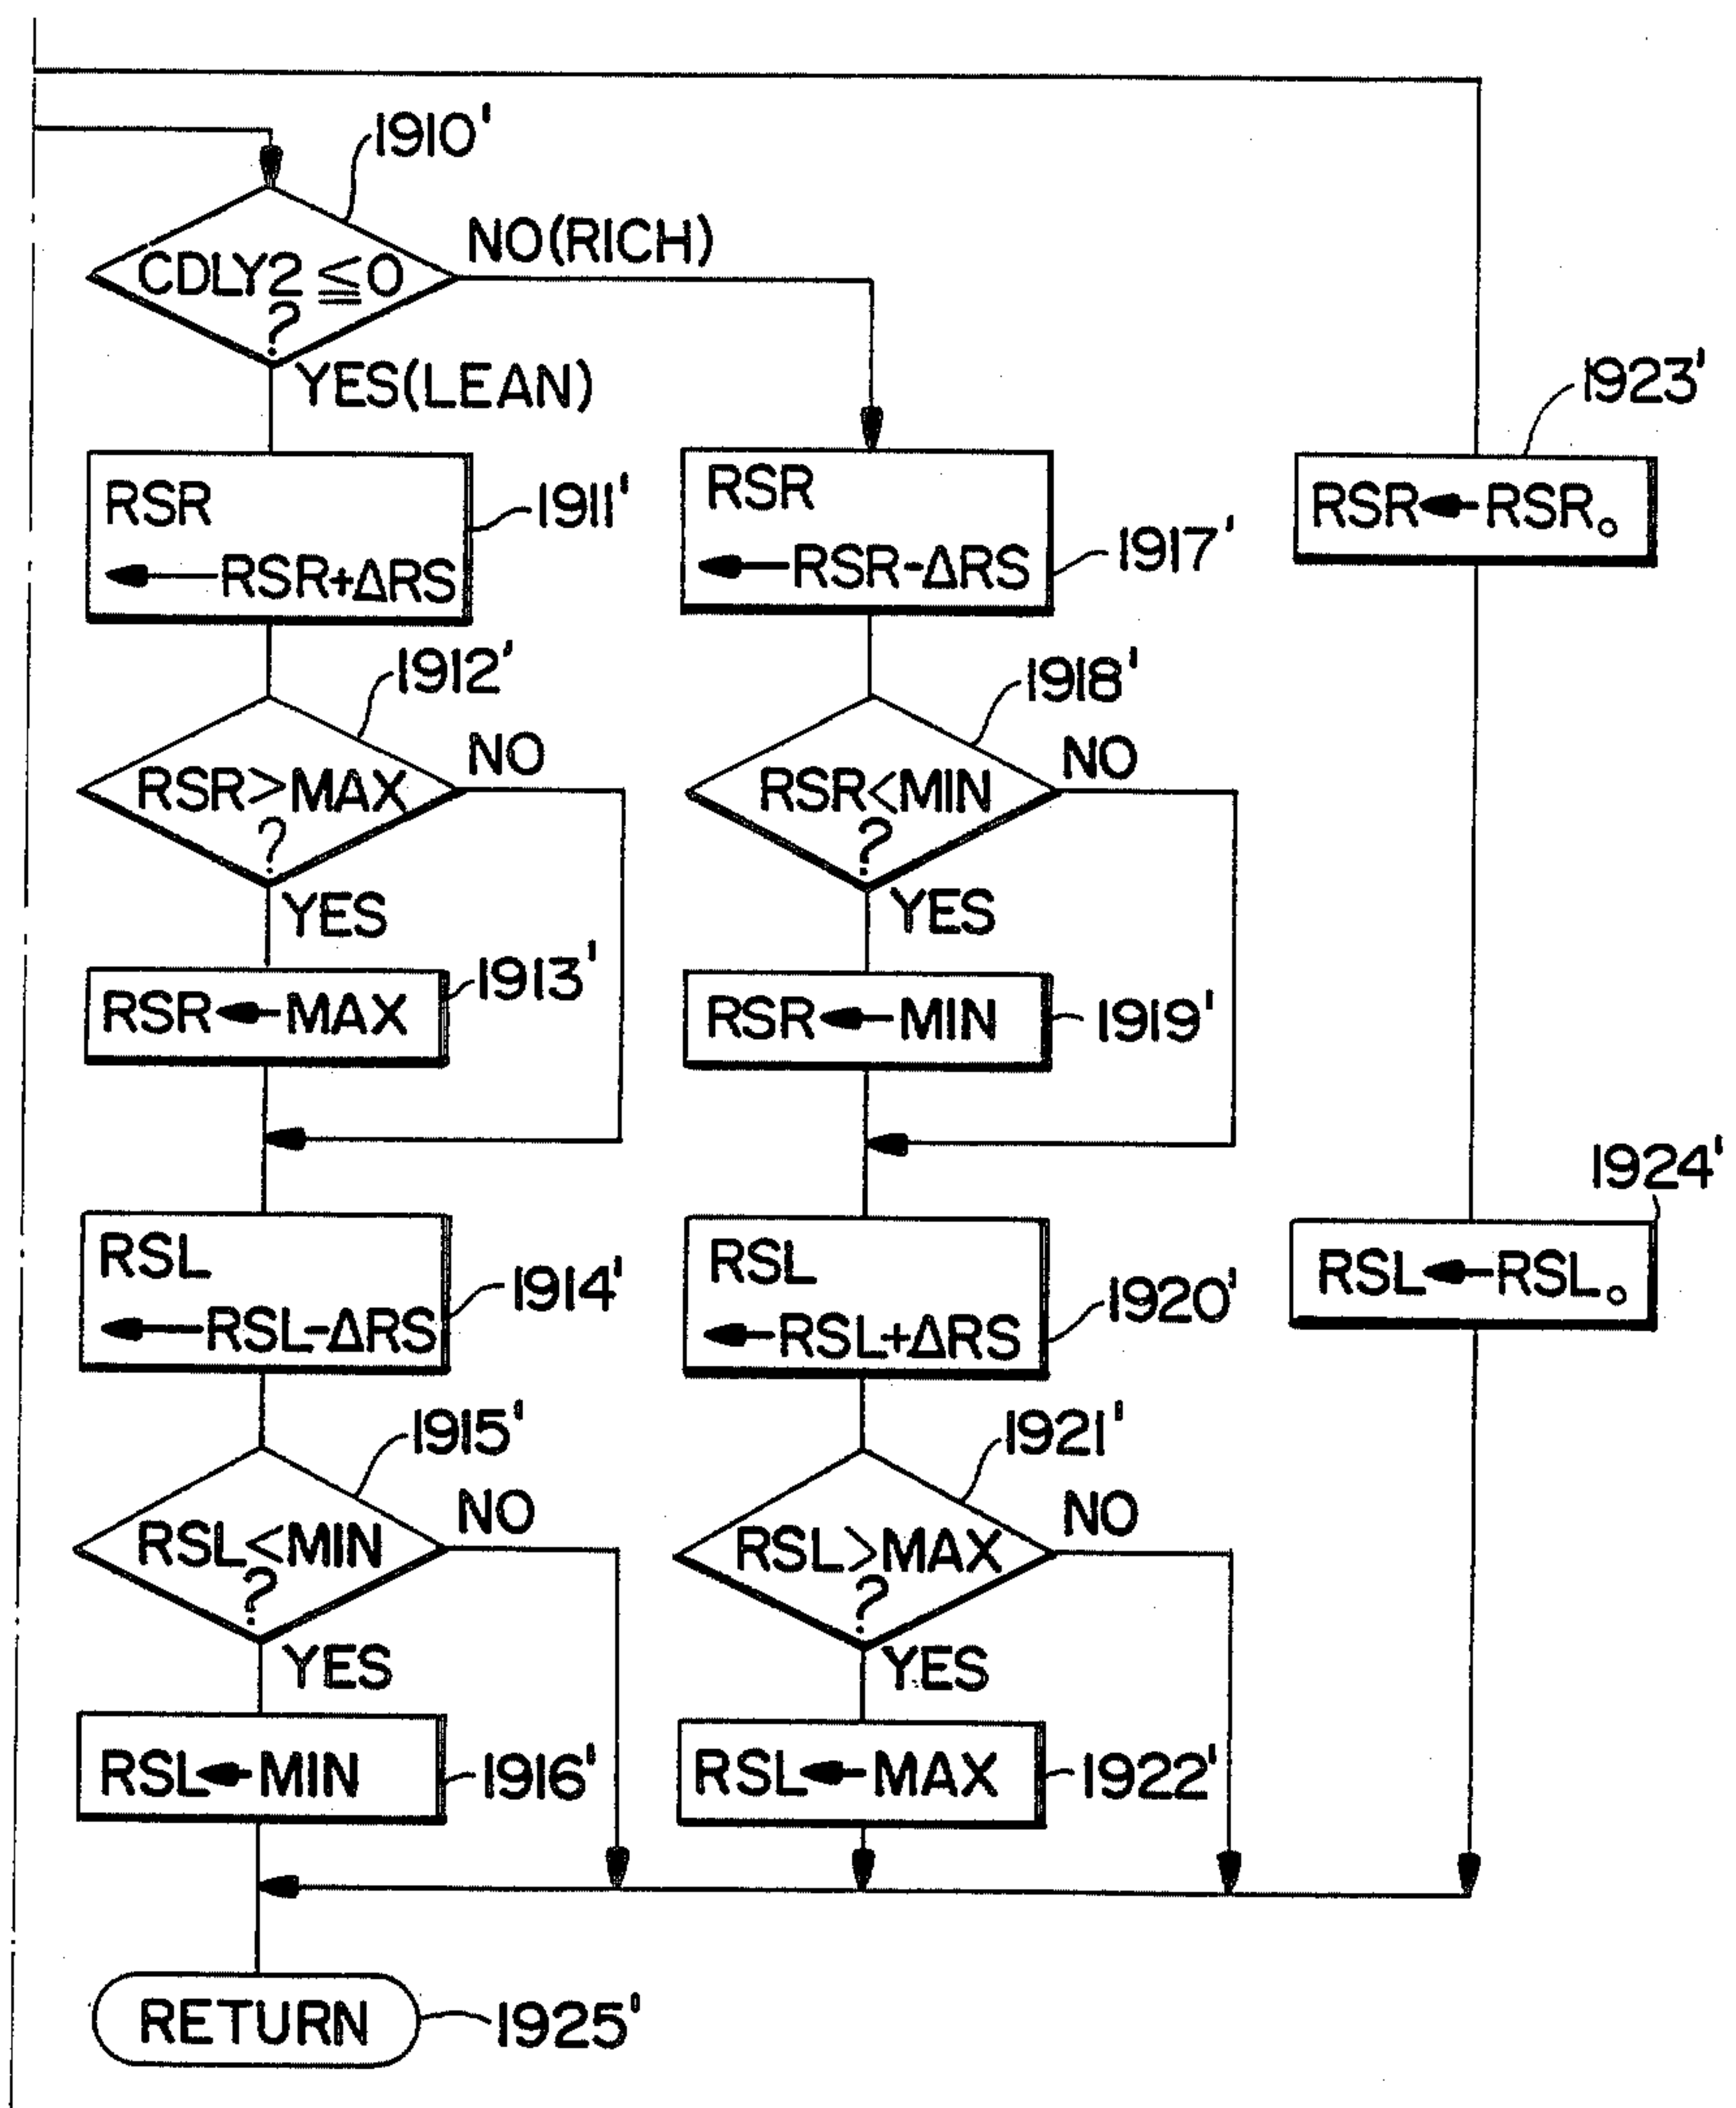 1910'
CDLY2 ≦ 0
?
NO(RICH)
YES(LEAN)
RSR
←RSR+ΔRS
1911'
1912'
RSR>MAX
?
NO
YES
RSR←MAX
1913'
RSL
←RSL-ΔRS
1914'
1915'
RSL<MIN
?
NO
YES
RSL←MIN
1916'
RSR
←RSR-ΔRS
1917'
1918'
RSR<MIN
?
NO
YES
RSR←MIN
1919'
RSL
←RSL+ΔRS
1920'
1921'
RSL>MAX
?
NO
YES
RSL←MAX
1922'
1923'
RSR←RSR₀
1924'
RSL←RSL₀
RETURN
1925'